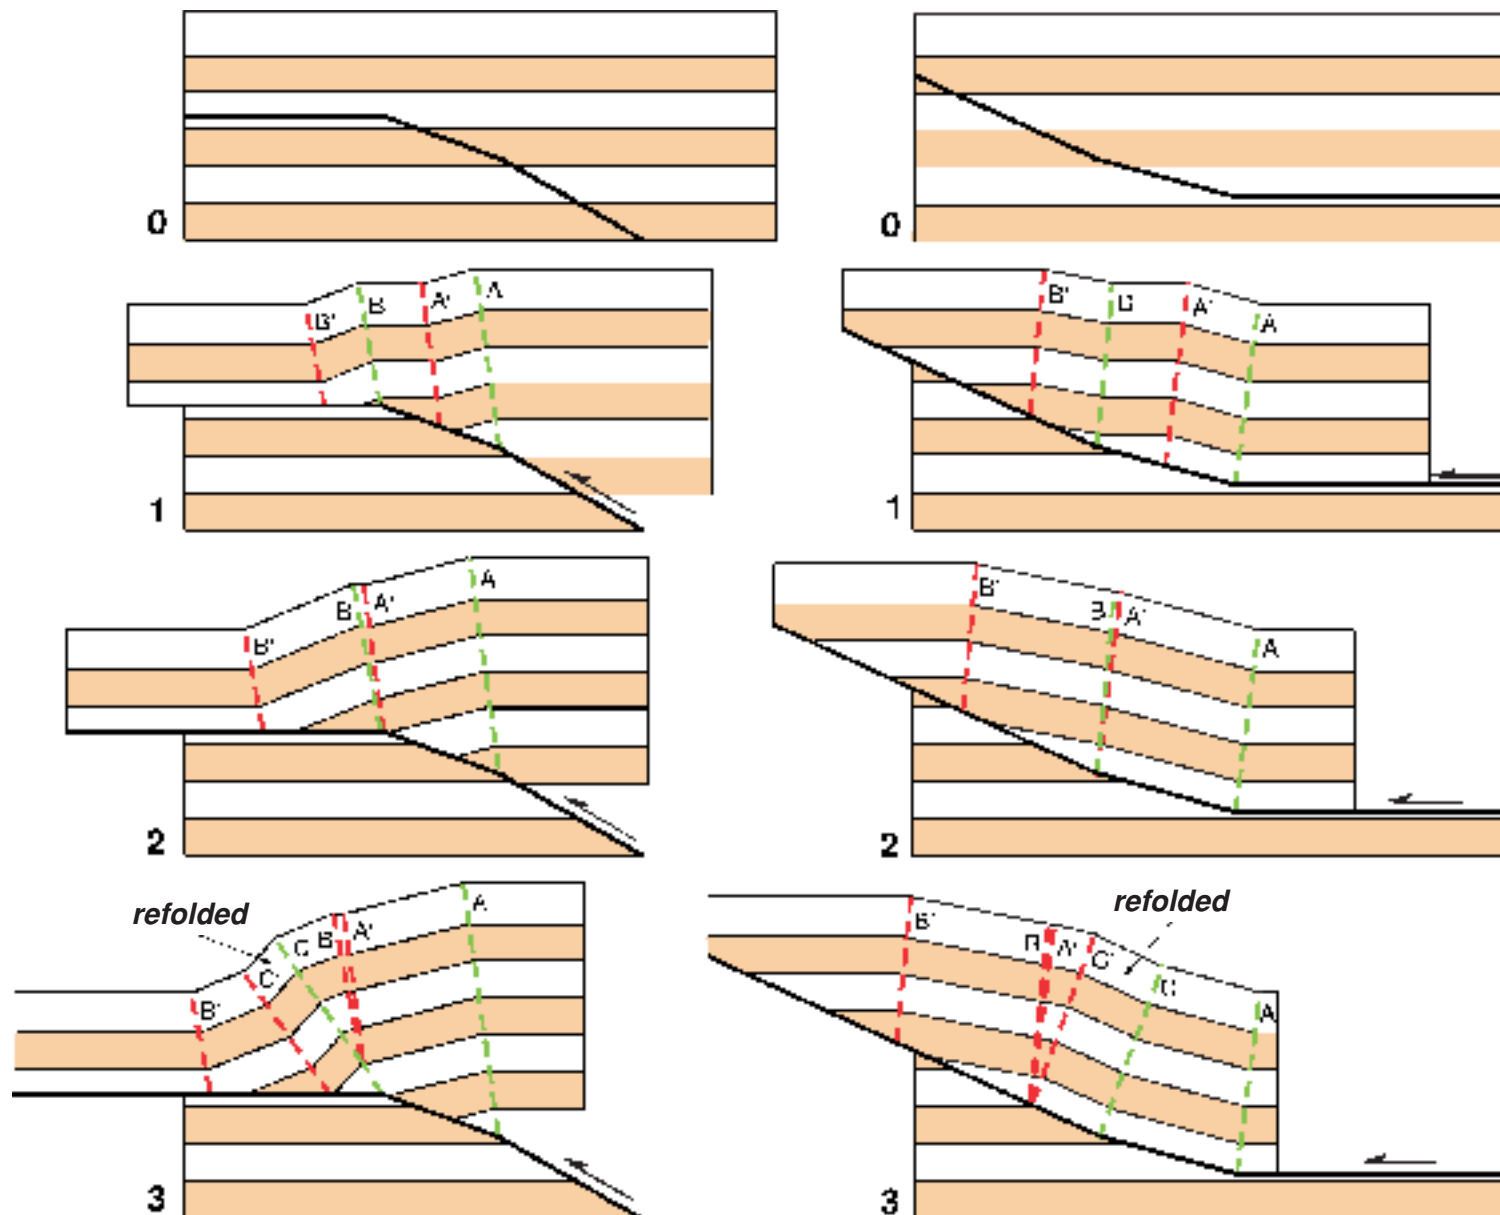 0
0
B' B A' A
B' B A' A
1
1
B' B A' A
B' B A' A
2
2
refolded
refolded
B' C' C B A' A
B' B A' C' C A
3
3